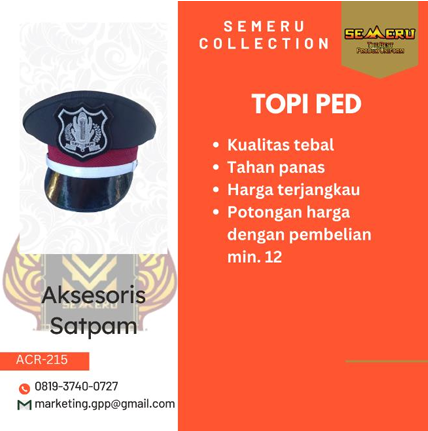 SEMERU
COLLECTION
SEMERU
TOPI PED
• Kualitas tebal
• Tahan panas
• Harga terjangkau
• Potongan harga
dengan pembelian
min. 12
SEMERU
Aksesoris
Satpam
ACR-215
0819-3740-0727
marketing.gpp@gmail.com